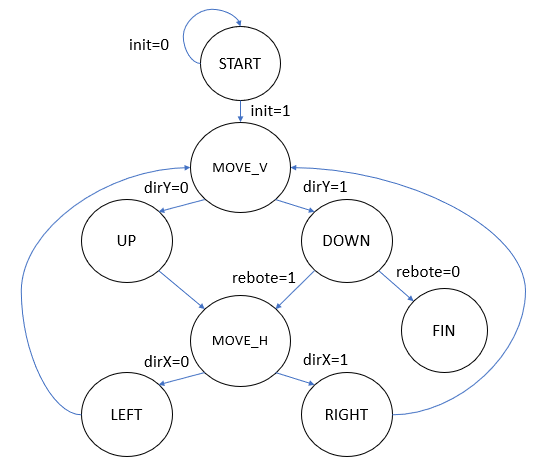 init=0
START
init=1
MOVE_V
dirY=0
dirY=1
UP
DOWN
rebote=1
rebote=0
MOVE_H
FIN
dirX=0
dirX=1
LEFT
RIGHT